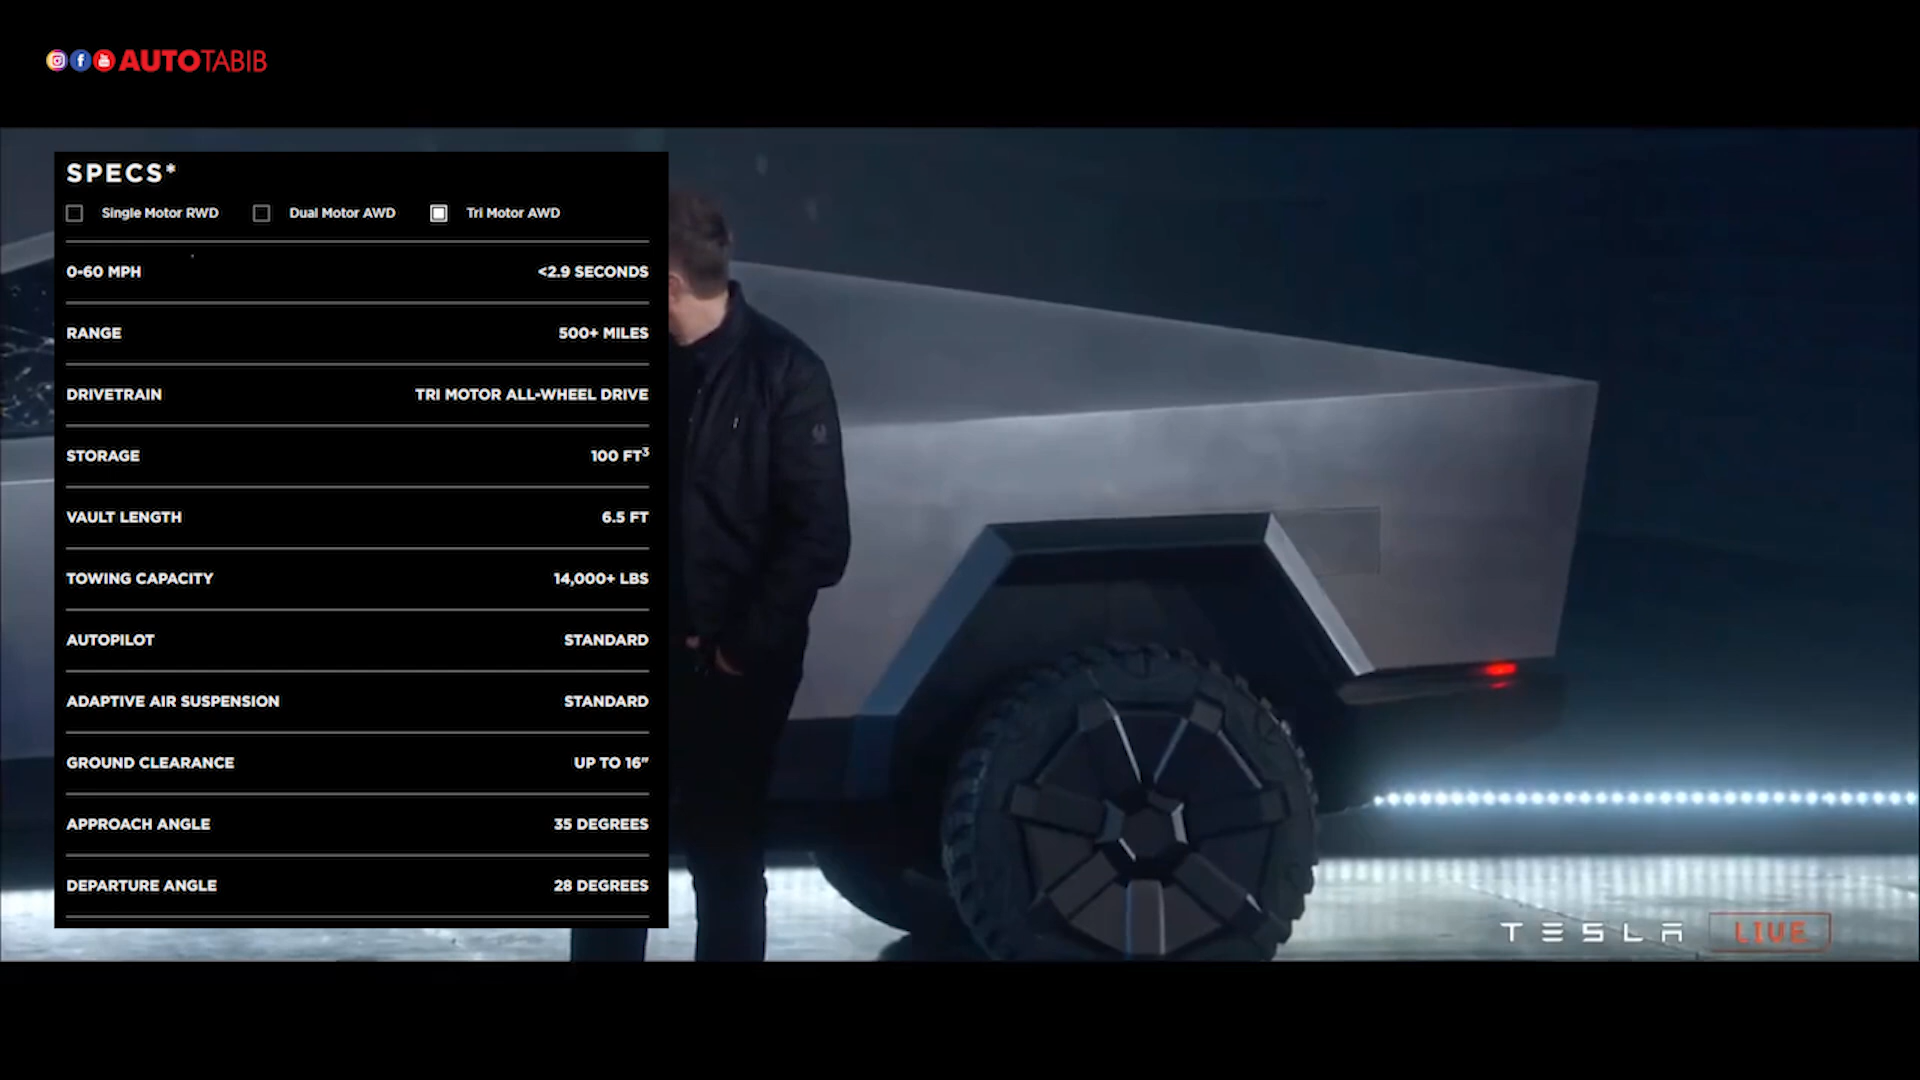 AUTOTABIB
SPECS*
Single Motor RWD Dual Motor AWD Tri Motor AWD
0-60 MPH <2.9 SECONDS
RANGE 500+ MILES
DRIVETRAIN TRI MOTOR ALL-WHEEL DRIVE
STORAGE 100 FT³
VAULT LENGTH 6.5 FT
TOWING CAPACITY 14,000+ LBS
AUTOPILOT STANDARD
ADAPTIVE AIR SUSPENSION STANDARD
GROUND CLEARANCE UP TO 16"
APPROACH ANGLE 35 DEGREES
DEPARTURE ANGLE 28 DEGREES
TESLA LIVE